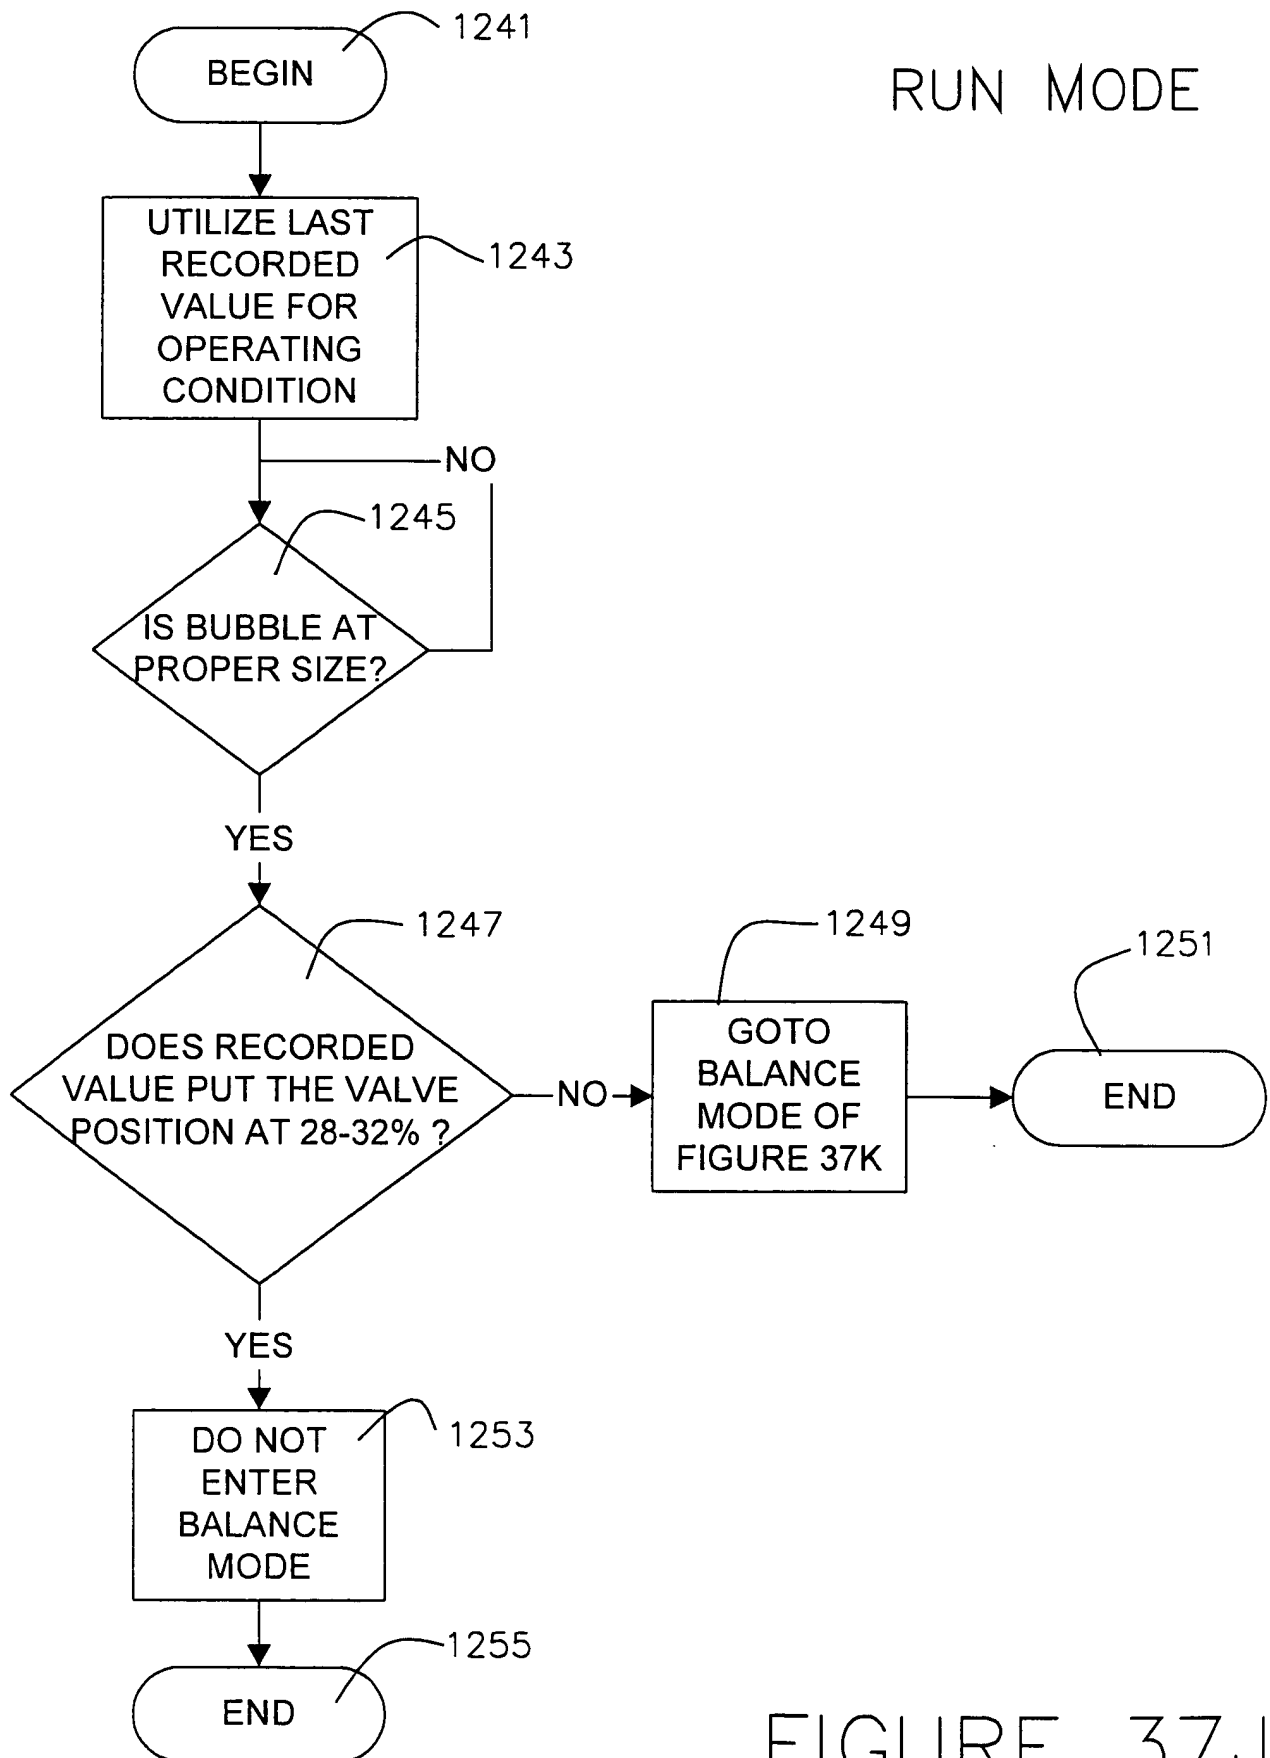 1241
BEGIN
RUN MODE
UTILIZE LAST
RECORDED
VALUE FOR
OPERATING
CONDITION
1243
NO
1245
IS BUBBLE AT
PROPER SIZE?
YES
1247
DOES RECORDED
VALUE PUT THE VALVE
POSITION AT 28-32% ?
NO
1249
GOTO
BALANCE
MODE OF
FIGURE 37K
1251
END
YES
1253
DO NOT
ENTER
BALANCE
MODE
1255
END
FIGURE 37J